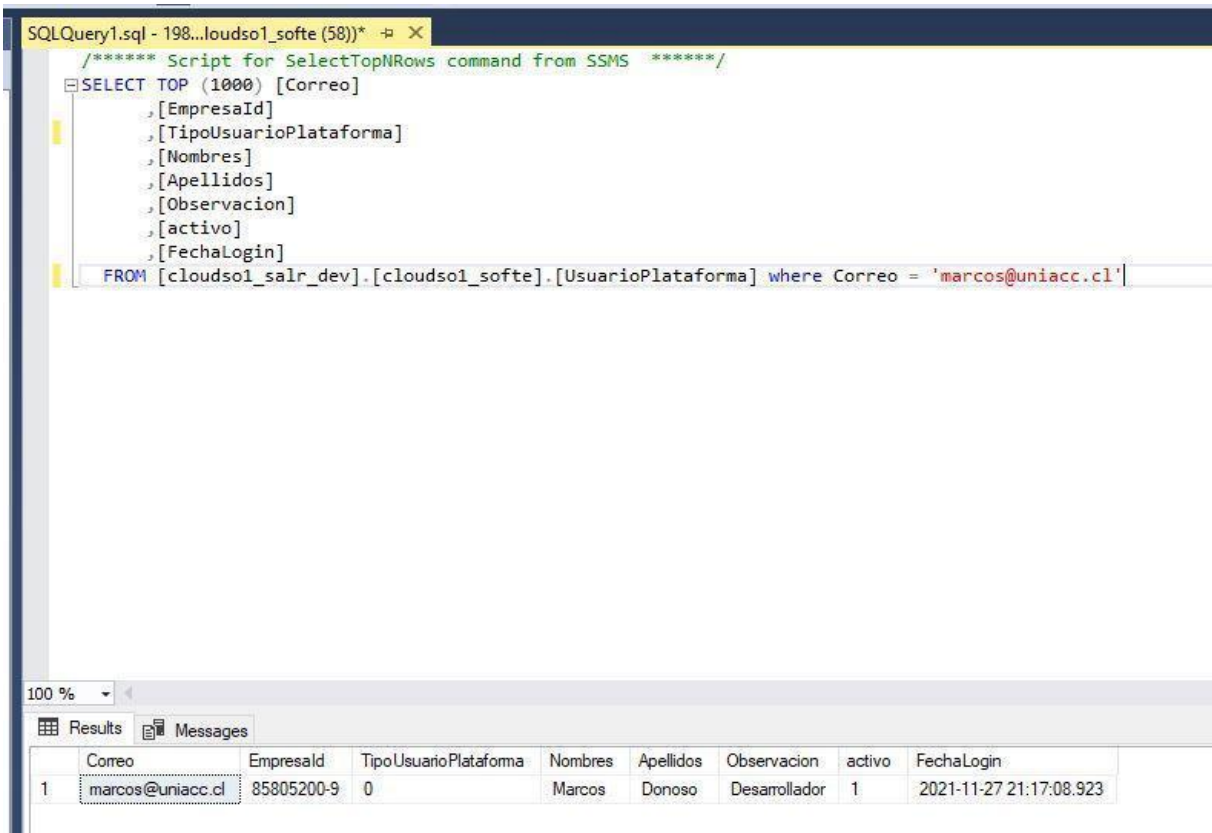 SQLQuery1.sql - 198...loudso1_softe (58))*
/****** Script for SelectTopNRows command from SSMS  ******/
SELECT TOP (1000) [Correo]
,[EmpresaId]
,[TipoUsuarioPlataforma]
,[Nombres]
,[Apellidos]
,[Observacion]
,[activo]
,[FechaLogin]
FROM [cloudso1_salr_dev].[cloudso1_softe].[UsuarioPlataforma] where Correo = 'marcos@uniacc.cl'
100 %
Results Messages
Correo EmpresaId TipoUsuarioPlataforma Nombres Apellidos Observacion activo FechaLogin
1 marcos@uniacc.cl 85805200-9 0 Marcos Donoso Desarrollador 1 2021-11-27 21:17:08.923